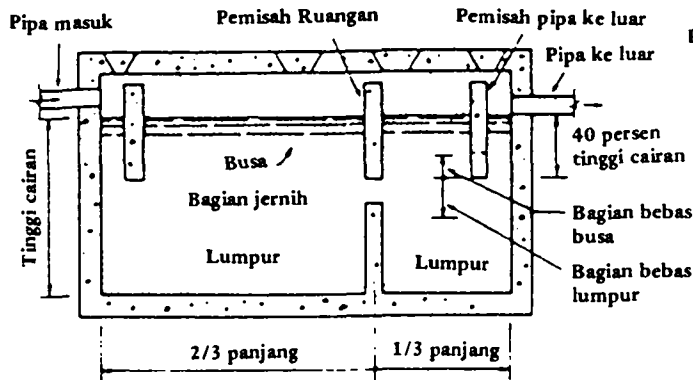 Pipa masuk
Pemisah Ruangan
Pemisah pipa ke luar
Pipa ke luar
40 persen
tinggi cairan
Tinggi cairan
Busa
Bagian jernih
Lumpur
Lumpur
Bagian bebas
busa
Bagian bebas
lumpur
2/3 panjang
1/3 panjang